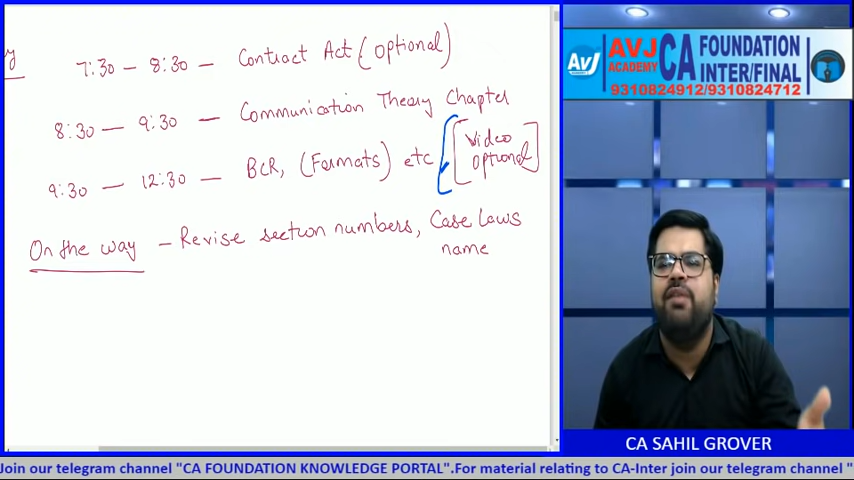 y
7:30 — 8:30 — Contract Act (Optional)
8:30 — 9:30 — Communication Theory Chapter
9:30 — 12:30 — BCR, (Formats) etc [Video Optional]
On the way — Revise section numbers, Case laws name
AVJ
AVJ
ACADEMY
CA
FOUNDATION
INTER/FINAL
9310824912/9310824712
CA SAHIL GROVER
Join our telegram channel "CA FOUNDATION KNOWLEDGE PORTAL".For material relating to CA-Inter join our telegram channel "